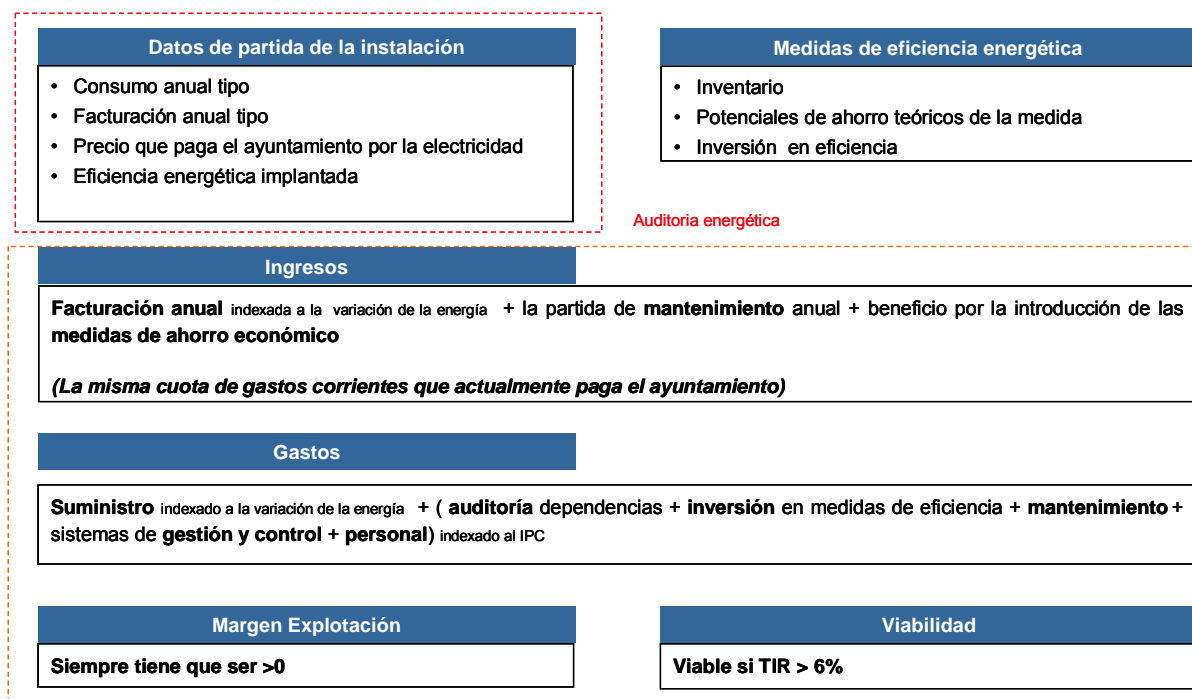 Datos de partida de la instalación
• Consumo anual tipo
• Facturación anual tipo
• Precio que paga el ayuntamiento por la electricidad
• Eficiencia energética implantada
Medidas de eficiencia energética
• Inventario
• Potenciales de ahorro teóricos de la medida
• Inversión en eficiencia
Auditoria energética
Ingresos
Facturación anual indexada a la variación de la energía + la partida de mantenimiento anual + beneficio por la introducción de las
medidas de ahorro económico
(La misma cuota de gastos corrientes que actualmente paga el ayuntamiento)
Gastos
Suministro indexado a la variación de la energía + ( auditoría dependencias + inversión en medidas de eficiencia + mantenimiento +
sistemas de gestión y control + personal) indexado al IPC
Margen Explotación
Siempre tiene que ser >0
Viabilidad
Viable si TIR > 6%